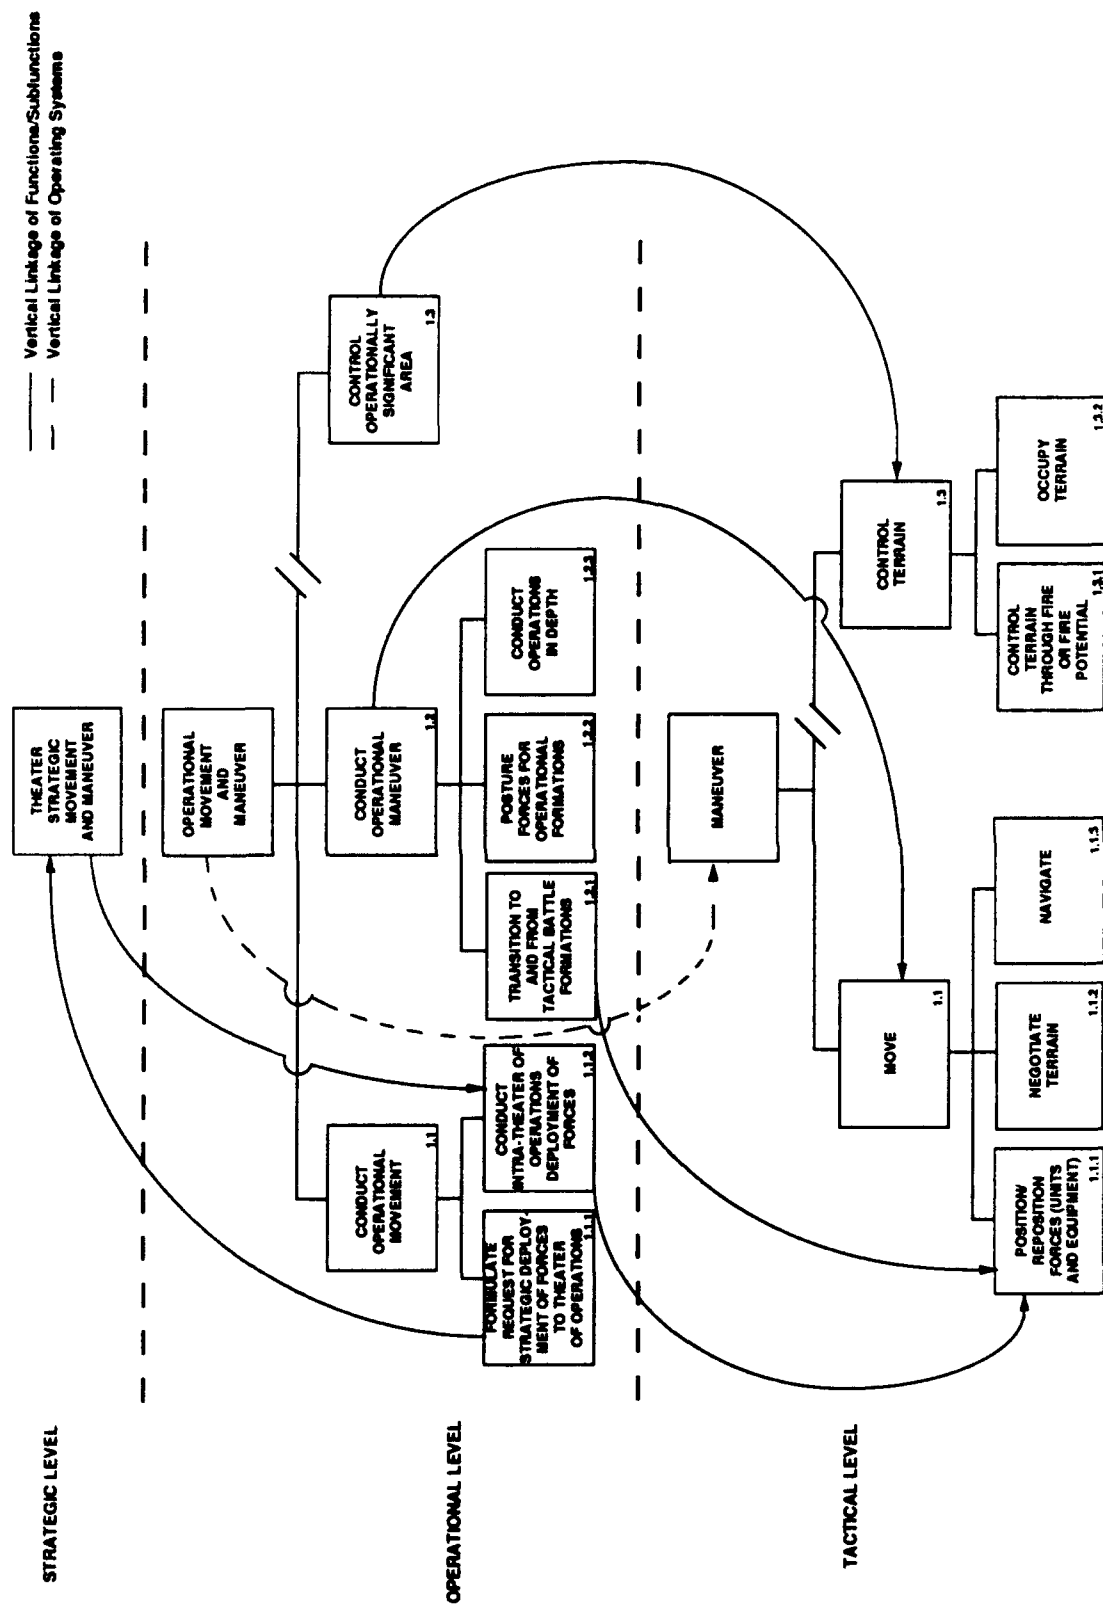 Vertical Linkage of Functions/Subfunctions
Vertical Linkage of Operating Systems
STRATEGIC LEVEL
THEATER
STRATEGIC
MOVEMENT
AND MANEUVER
OPERATIONAL LEVEL
OPERATIONAL
MOVEMENT
AND
MANEUVER
CONDUCT
OPERATIONAL
MOVEMENT
1.1
CONDUCT
OPERATIONAL
MANEUVER
1.2
CONTROL
OPERATIONALLY
SIGNIFICANT
AREA
1.3
FORMULATE
REQUEST FOR
STRATEGIC DEPLOY-
MENT OF FORCES
TO THEATER
OF OPERATIONS
1.1.1
CONDUCT
INTRA-THEATER OF
OPERATIONS
DEPLOYMENT OF
FORCES
1.1.2
TRANSITION TO
AND FROM
TACTICAL BATTLE
FORMATIONS
1.2.1
POSTURE
FORCES FOR
OPERATIONAL
FORMATIONS
1.2.2
CONDUCT
OPERATIONS
IN DEPTH
1.2.3
TACTICAL LEVEL
MANEUVER
MOVE
1.1
CONTROL
TERRAIN
1.3
POSITION/
REPOSITION
FORCES (UNITS
AND EQUIPMENT)
1.1.1
NEGOTIATE
TERRAIN
1.1.2
NAVIGATE
1.1.3
CONTROL
TERRAIN
THROUGH FIRE
OR FIRE
POTENTIAL
1.3.1
OCCUPY
TERRAIN
1.3.2